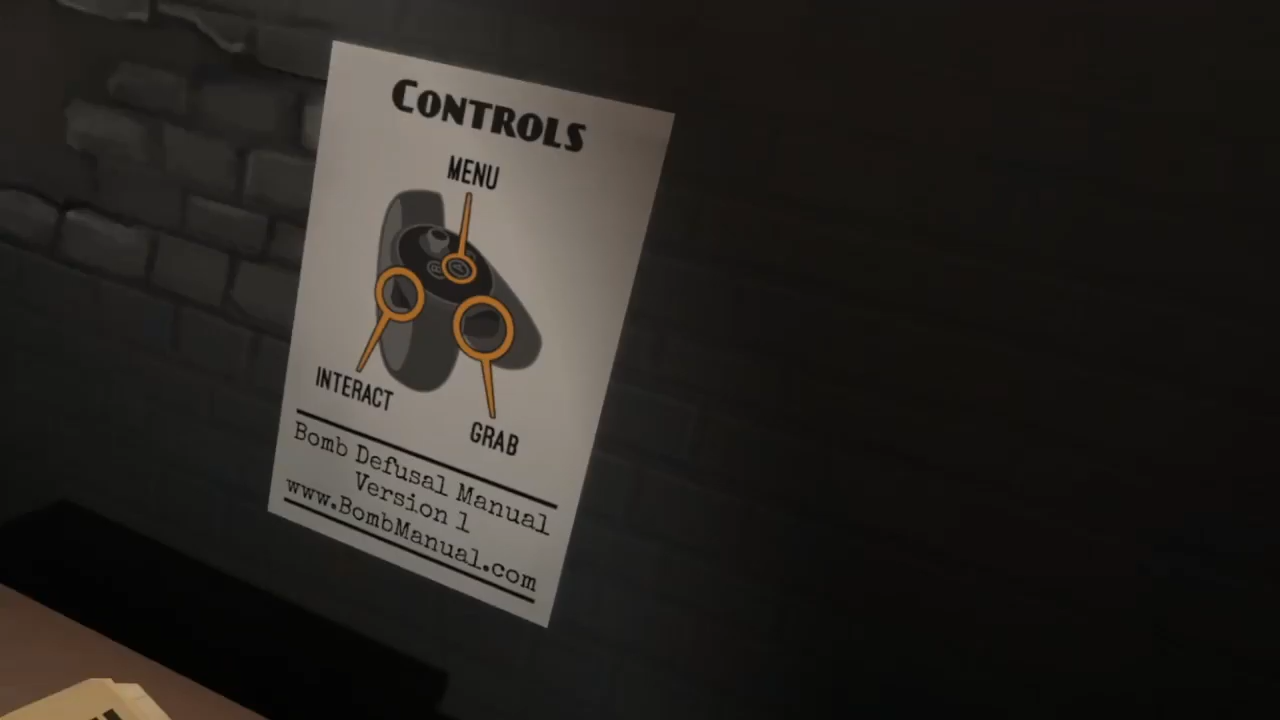 CONTROLS
MENU
INTERACT
GRAB
Bomb Defusal Manual
Version 1
www.BombManual.com